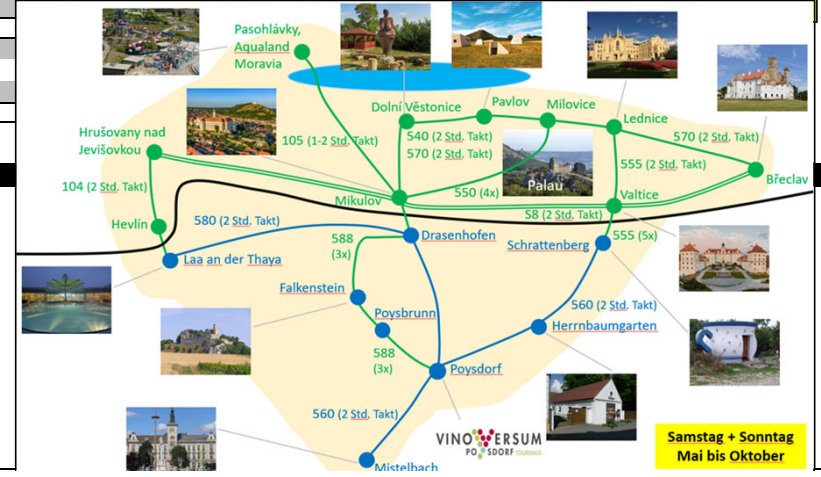 Pasohlávky,
Aqualand
Moravia
Dolní Věstonice
Pavlov
Milovice
Lednice
570 (2 Std. Takt)
Hrušovany nad
Jevišovkou
105 (1-2 Std. Takt)
540 (2 Std. Takt)
570 (2 Std. Takt)
555 (2 Std. Takt)
Břeclav
104 (2 Std. Takt)
Palau
550 (4x)
Mikulov
Valtice
S8 (2 Std. Takt)
Hevlín
580 (2 Std. Takt)
588
(3x)
Drasenhofen
Schrattenberg
555 (5x)
Laa an der Thaya
Falkenstein
Poysbrunn
560 (2 Std. Takt)
Herrnbaumgarten
588
(3x)
Poysdorf
560 (2 Std. Takt)
VINO VERSUM
POYSDORF TOURISMUS
Mistelbach
Samstag + Sonntag
Mai bis Oktober